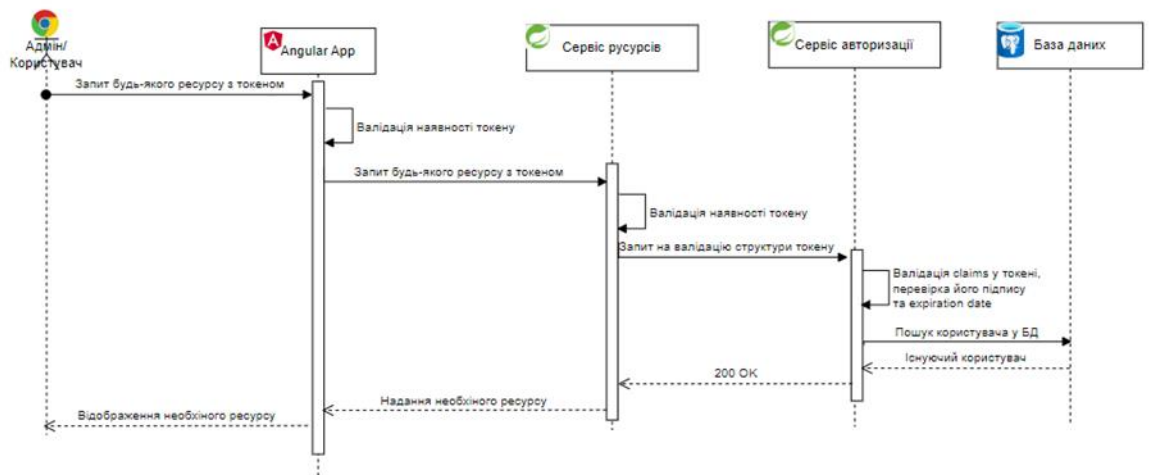 Адмін/
Користувач
Angular App
Сервіс русурсів
Сервіс авторизації
База даних
Запит будь-якого ресурсу з токеном
Валідація наявності токену
Запит будь-якого ресурсу з токеном
Валідація наявності токену
Запит на валідацію структури токену
Валідація claims у токені,
перевірка його підпису
та expiration date
Пошук користувача у БД
Існуючий користувач
200 OK
Надання необхіного ресурсу
Відображення необхіного ресурсу